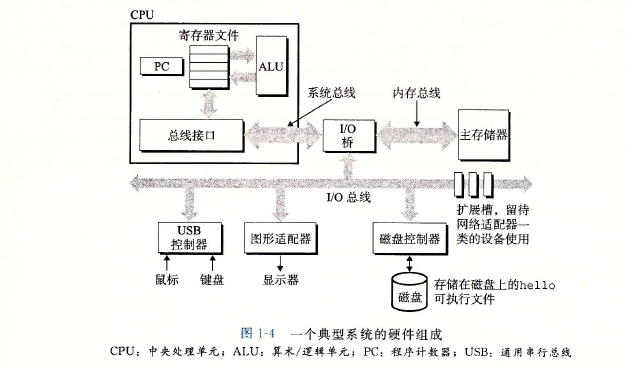 CPU
寄存器文件
PC
ALU
系统总线
内存总线
总线接口
I/O
桥
主存储器
I/O 总线
扩展槽,留待
网络适配器一
类的设备使用
USB
控制器
图形适配器
磁盘控制器
鼠标
键盘
显示器
磁盘
存储在磁盘上的hello
可执行文件
图 1-4 一个典型系统的硬件组成
CPU:中央处理单元;ALU:算术/逻辑单元;PC:程序计数器;USB:通用串行总线